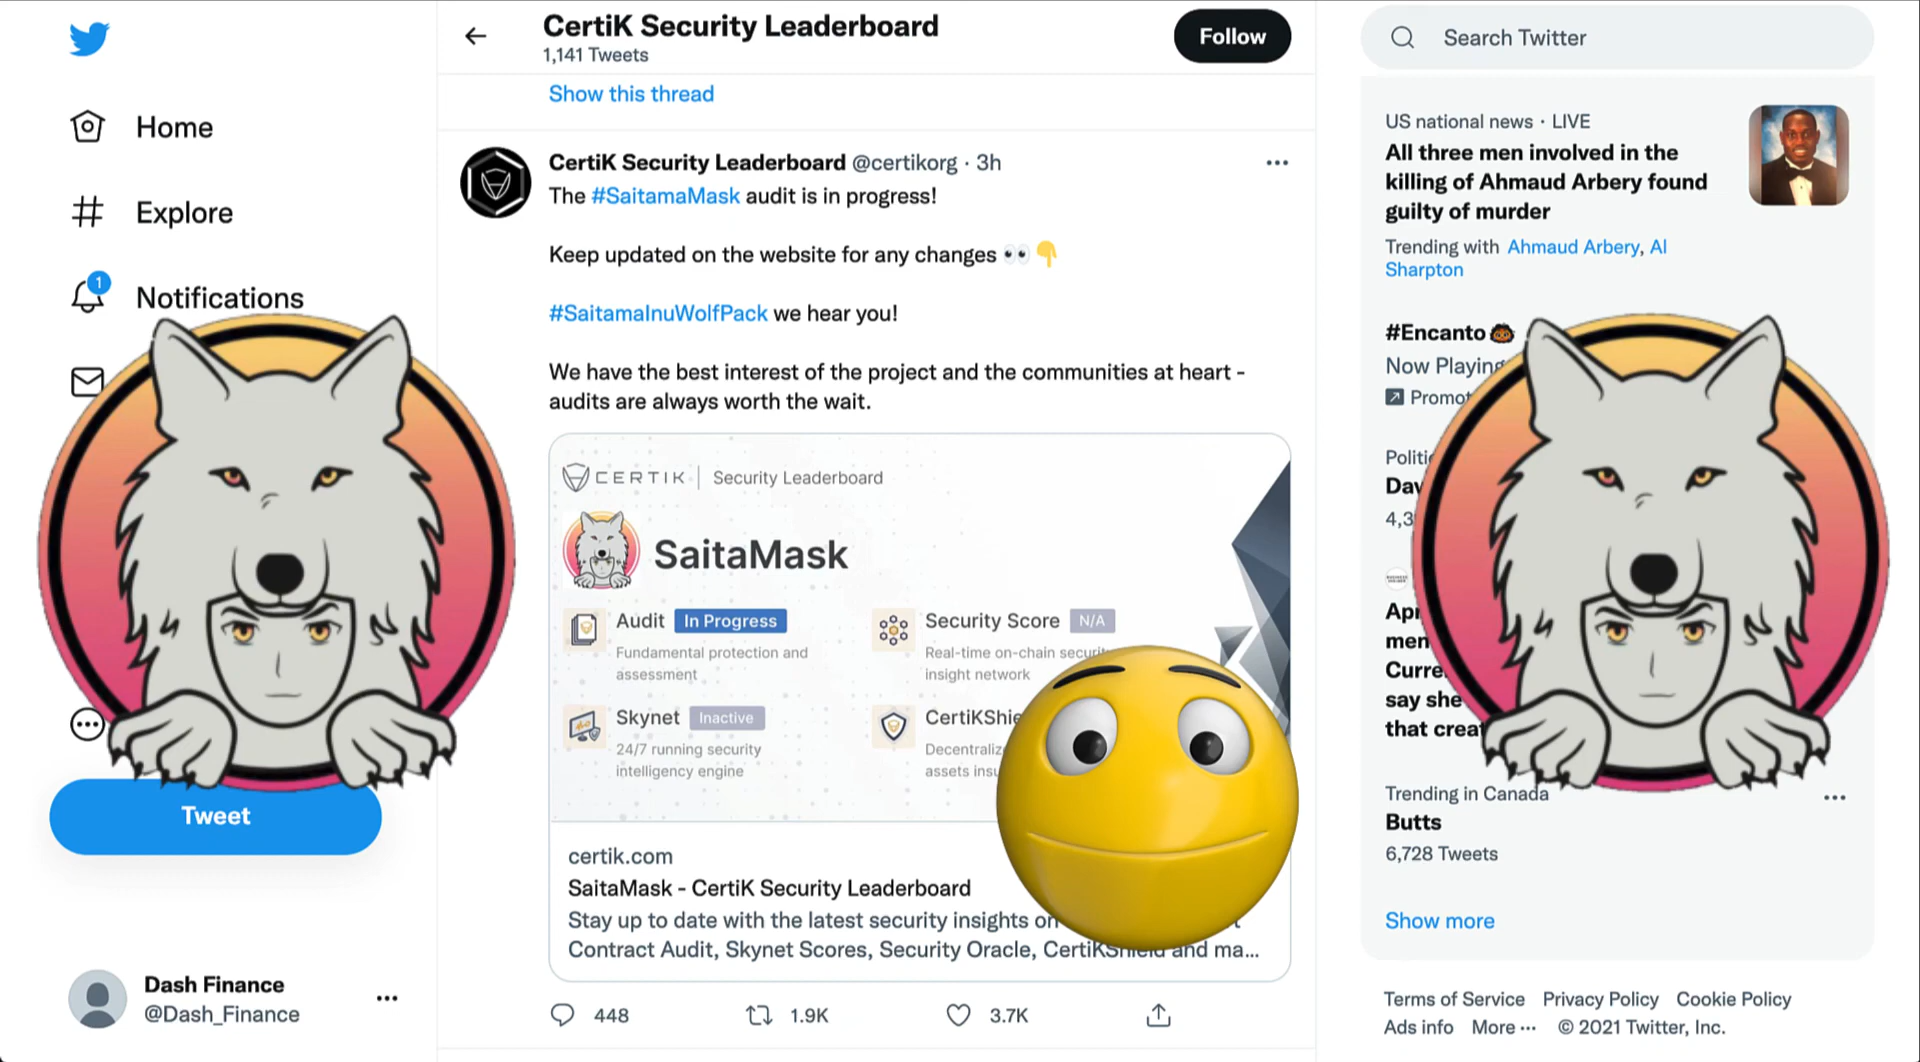 Home
Explore
1
Notifications
Tweet
Dash Finance
@Dash_Finance
CertiK Security Leaderboard
1,141 Tweets
Follow
Show this thread
CertiK Security Leaderboard @certikorg · 3h
The #SaitamaMask audit is in progress!
Keep updated on the website for any changes 👀 👇
#SaitamaInuWolfPack we hear you!
We have the best interest of the project and the communities at heart -
audits are always worth the wait.
CERTIK | Security Leaderboard
SaitaMask
Audit In Progress
Fundamental protection and
assessment
Security Score N/A
Real-time on-chain security
insight network
Skynet Inactive
24/7 running security
intelligence engine
CertiKShie
Decentraliz
assets insu
certik.com
SaitaMask - CertiK Security Leaderboard
Stay up to date with the latest security insights on
Contract Audit, Skynet Scores, Security Oracle, CertiKShield and ma...
448
1.9K
3.7K
Search Twitter
US national news · LIVE
All three men involved in the
killing of Ahmaud Arbery found
guilty of murder
Trending with Ahmaud Arbery, Al
Sharpton
#Encanto
Now Playing
Promot
Politi
Dav
4,3
Apr
men
Curre
say she
that creat
Trending in Canada
Butts
6,728 Tweets
Show more
Terms of Service Privacy Policy Cookie Policy
Ads info More ··· © 2021 Twitter, Inc.